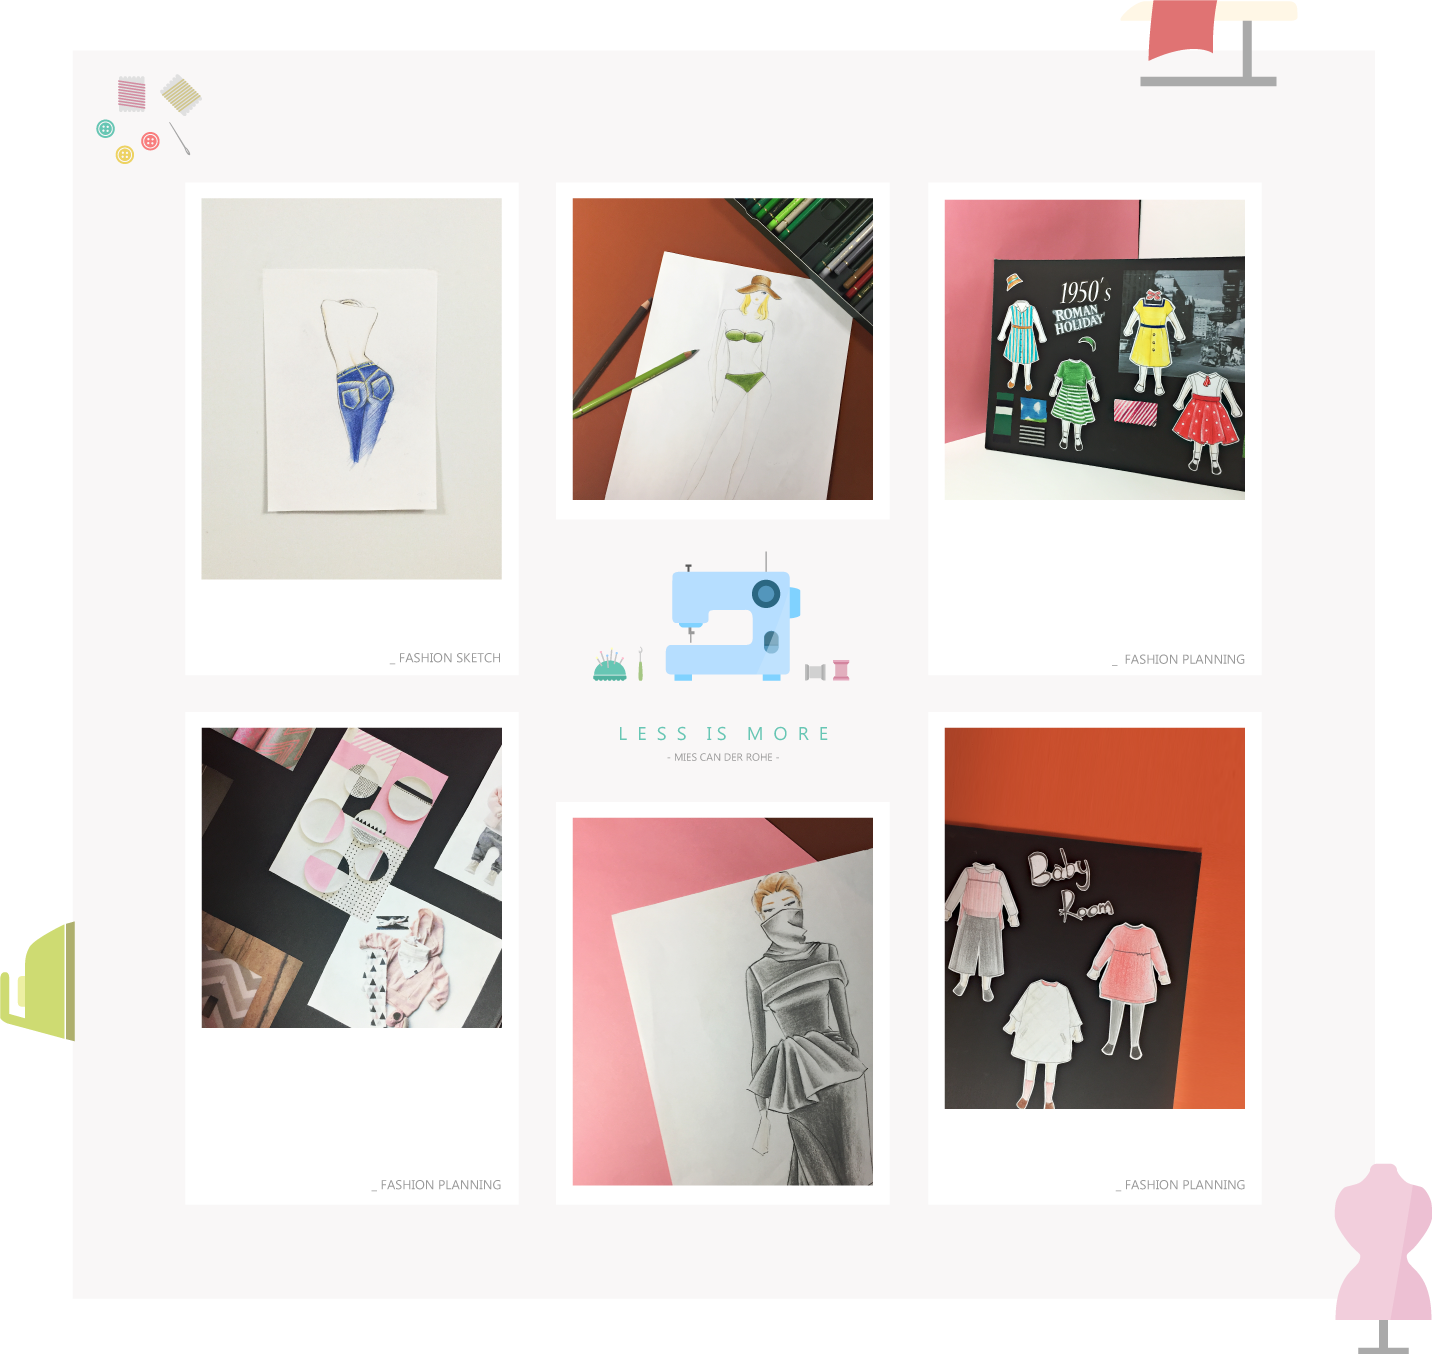 1950's
'ROMAN
HOLIDAY'
_ FASHION SKETCH
_ FASHION PLANNING
LESS IS MORE
- MIES CAN DER ROHE -
Baby
Room
_ FASHION PLANNING
_ FASHION PLANNING